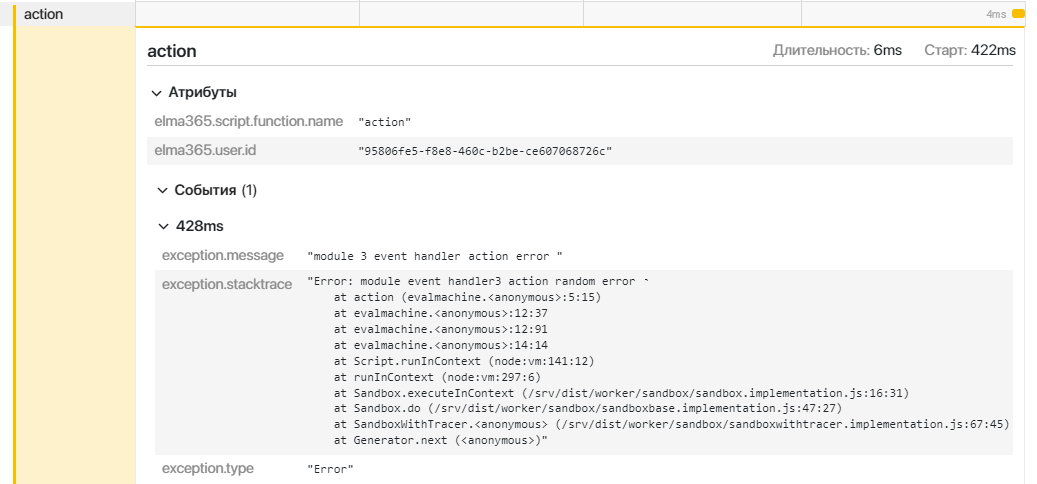 action
4ms
action Длительность: 6ms Старт: 422ms
Атрибуты
elma365.script.function.name "action"
elma365.user.id "95806fe5-f8e8-460c-b2be-ce607068726c"
События (1)
428ms
exception.message "module 3 event handler action error "
exception.stacktrace "Error: module event handler3 action random error `
at action (evalmachine.<anonymous>:5:15)
at evalmachine.<anonymous>:12:37
at evalmachine.<anonymous>:12:91
at evalmachine.<anonymous>:14:14
at Script.runInContext (node:vm:141:12)
at runInContext (node:vm:297:6)
at Sandbox.executeInContext (/srv/dist/worker/sandbox/sandbox.implementation.js:16:31)
at Sandbox.do (/srv/dist/worker/sandbox/sandboxbase.implementation.js:47:27)
at SandboxWithTracer.<anonymous> (/srv/dist/worker/sandbox/sandboxwithtracer.implementation.js:67:45)
at Generator.next (<anonymous>)"
exception.type "Error"